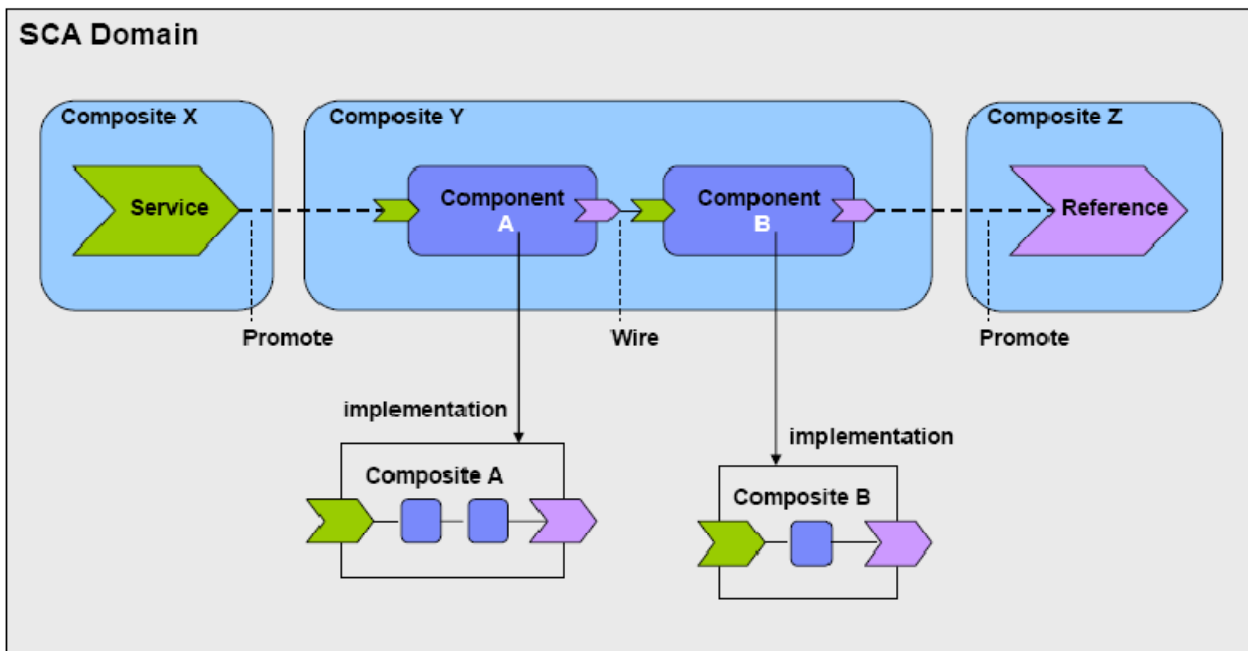 SCA Domain
Composite X
Composite Y
Composite Z
Service
Component
A
Component
B
Reference
Promote
Wire
Promote
implementation
implementation
Composite A
Composite B